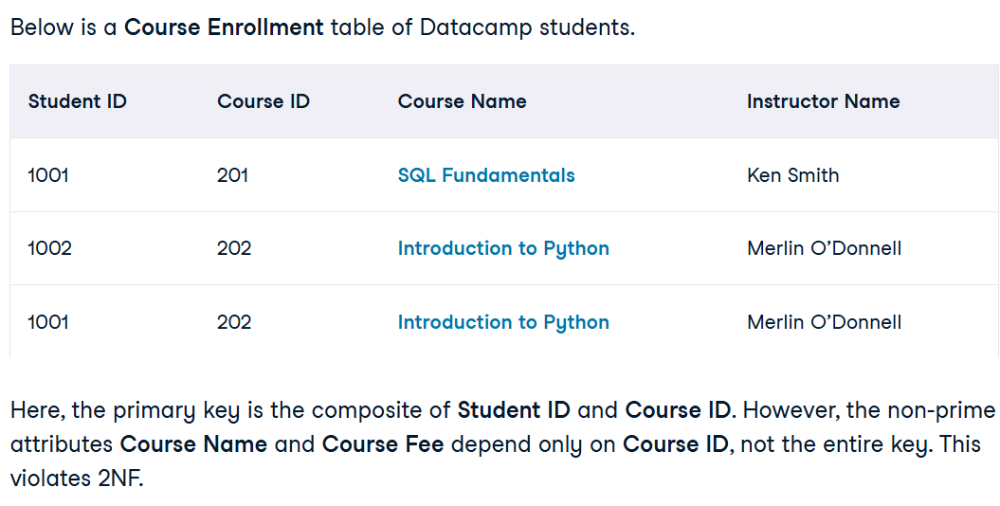 Below is a Course Enrollment table of Datacamp students.
Student ID Course ID Course Name Instructor Name
1001 201 SQL Fundamentals Ken Smith
1002 202 Introduction to Python Merlin O’Donnell
1001 202 Introduction to Python Merlin O’Donnell
Here, the primary key is the composite of Student ID and Course ID. However, the non-prime
attributes Course Name and Course Fee depend only on Course ID, not the entire key. This
violates 2NF.